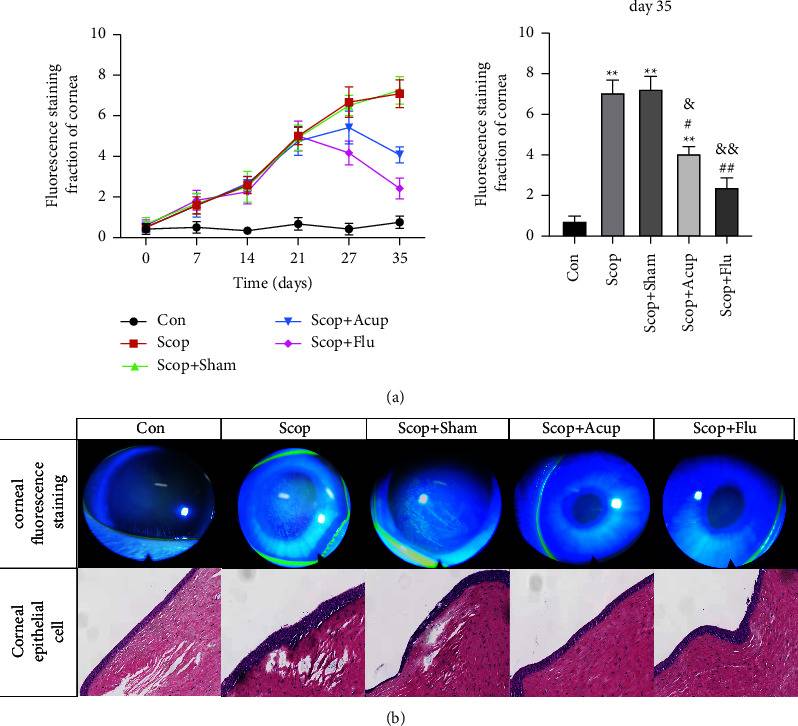 Fluorescence staining
fraction of cornea
10
8
6
4
2
0
0 7 14 21 27 35
Time (days)
Con
Scop
Scop+Sham
Scop+Acup
Scop+Flu
day 35
Fluorescence staining
fraction of cornea
10
8
6
4
2
0
**
**
&
#
**
&&
##
Con
Scop
Scop+Sham
Scop+Acup
Scop+Flu
(a)
Con Scop Scop+Sham Scop+Acup Scop+Flu
corneal
fluorescence
staining
Corneal
epithelial
cell
(b)